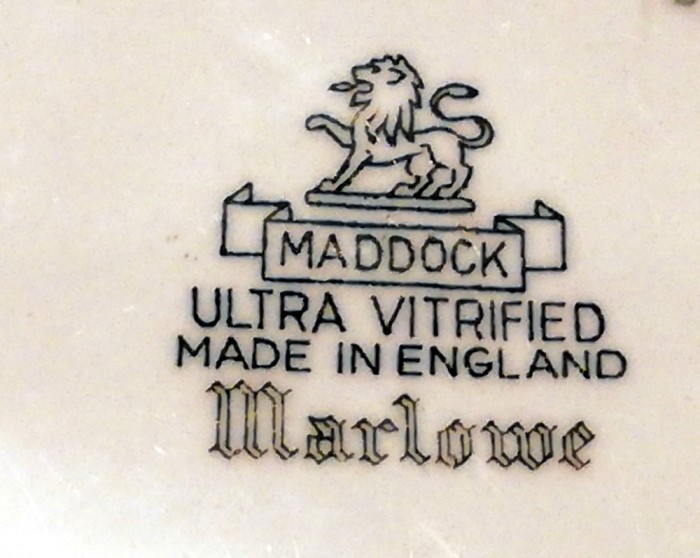 MADDOCK
ULTRA VITRIFIED
MADE IN ENGLAND
Marlowe